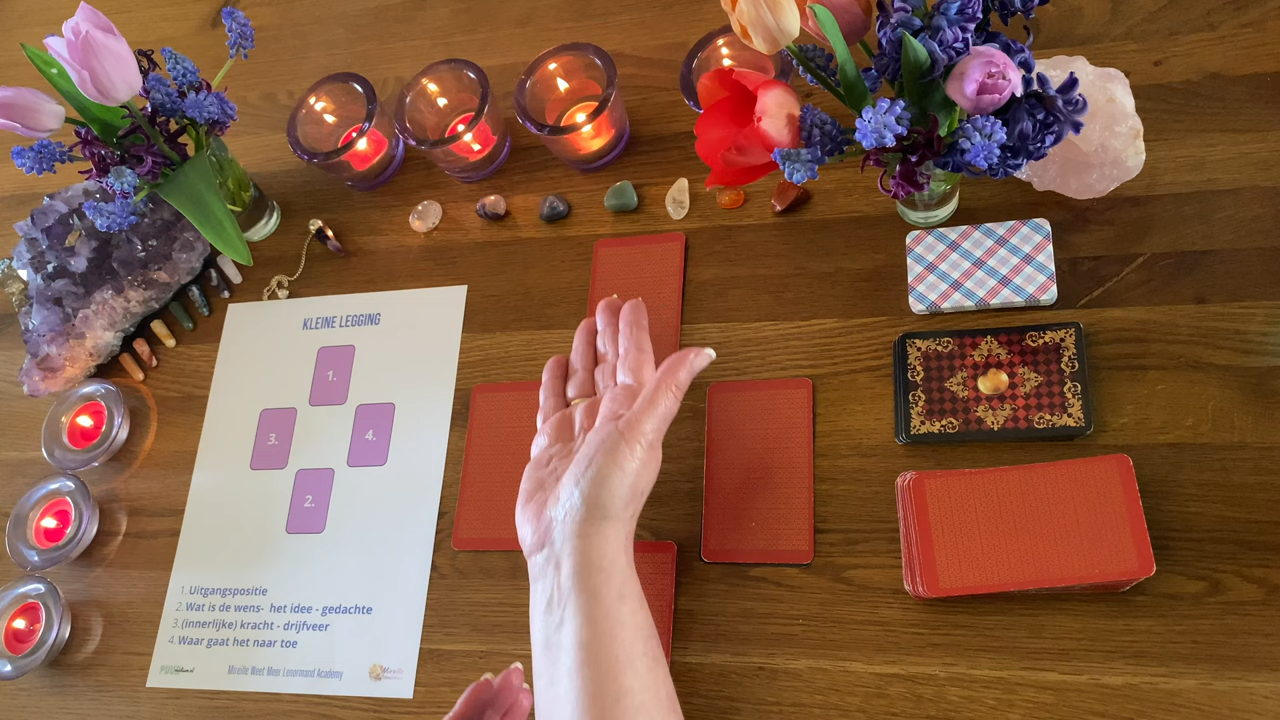 KLEINE LEGGING
1.
3.
4.
2.
1. Uitgangspositie
2. Wat is de wens- het idee - gedachte
3. (innerlijke) kracht - drijfveer
4. Waar gaat het naar toe
Mireille Weet Meer Lenormand Academy
Mireille